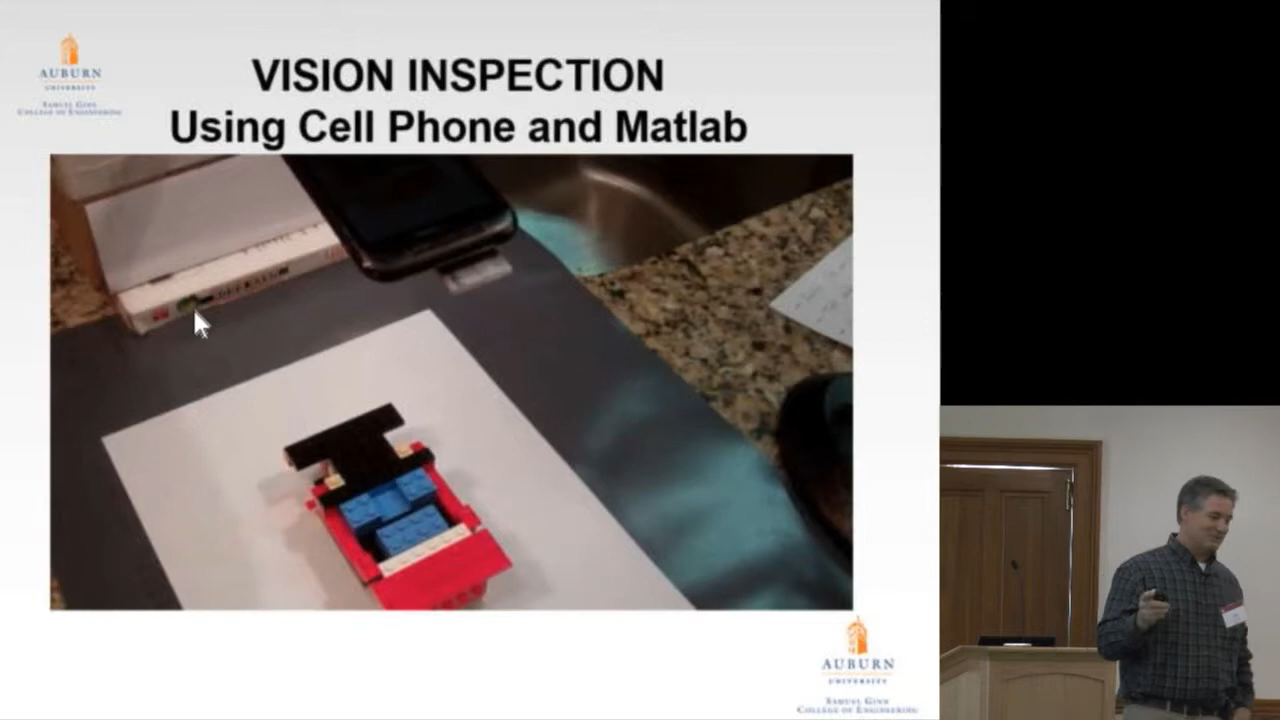 AUBURN
UNIVERSITY
SAMUEL GINN
COLLEGE OF ENGINEERING
VISION INSPECTION
Using Cell Phone and Matlab
AUBURN
UNIVERSITY
SAMUEL GINN
COLLEGE OF ENGINEERING